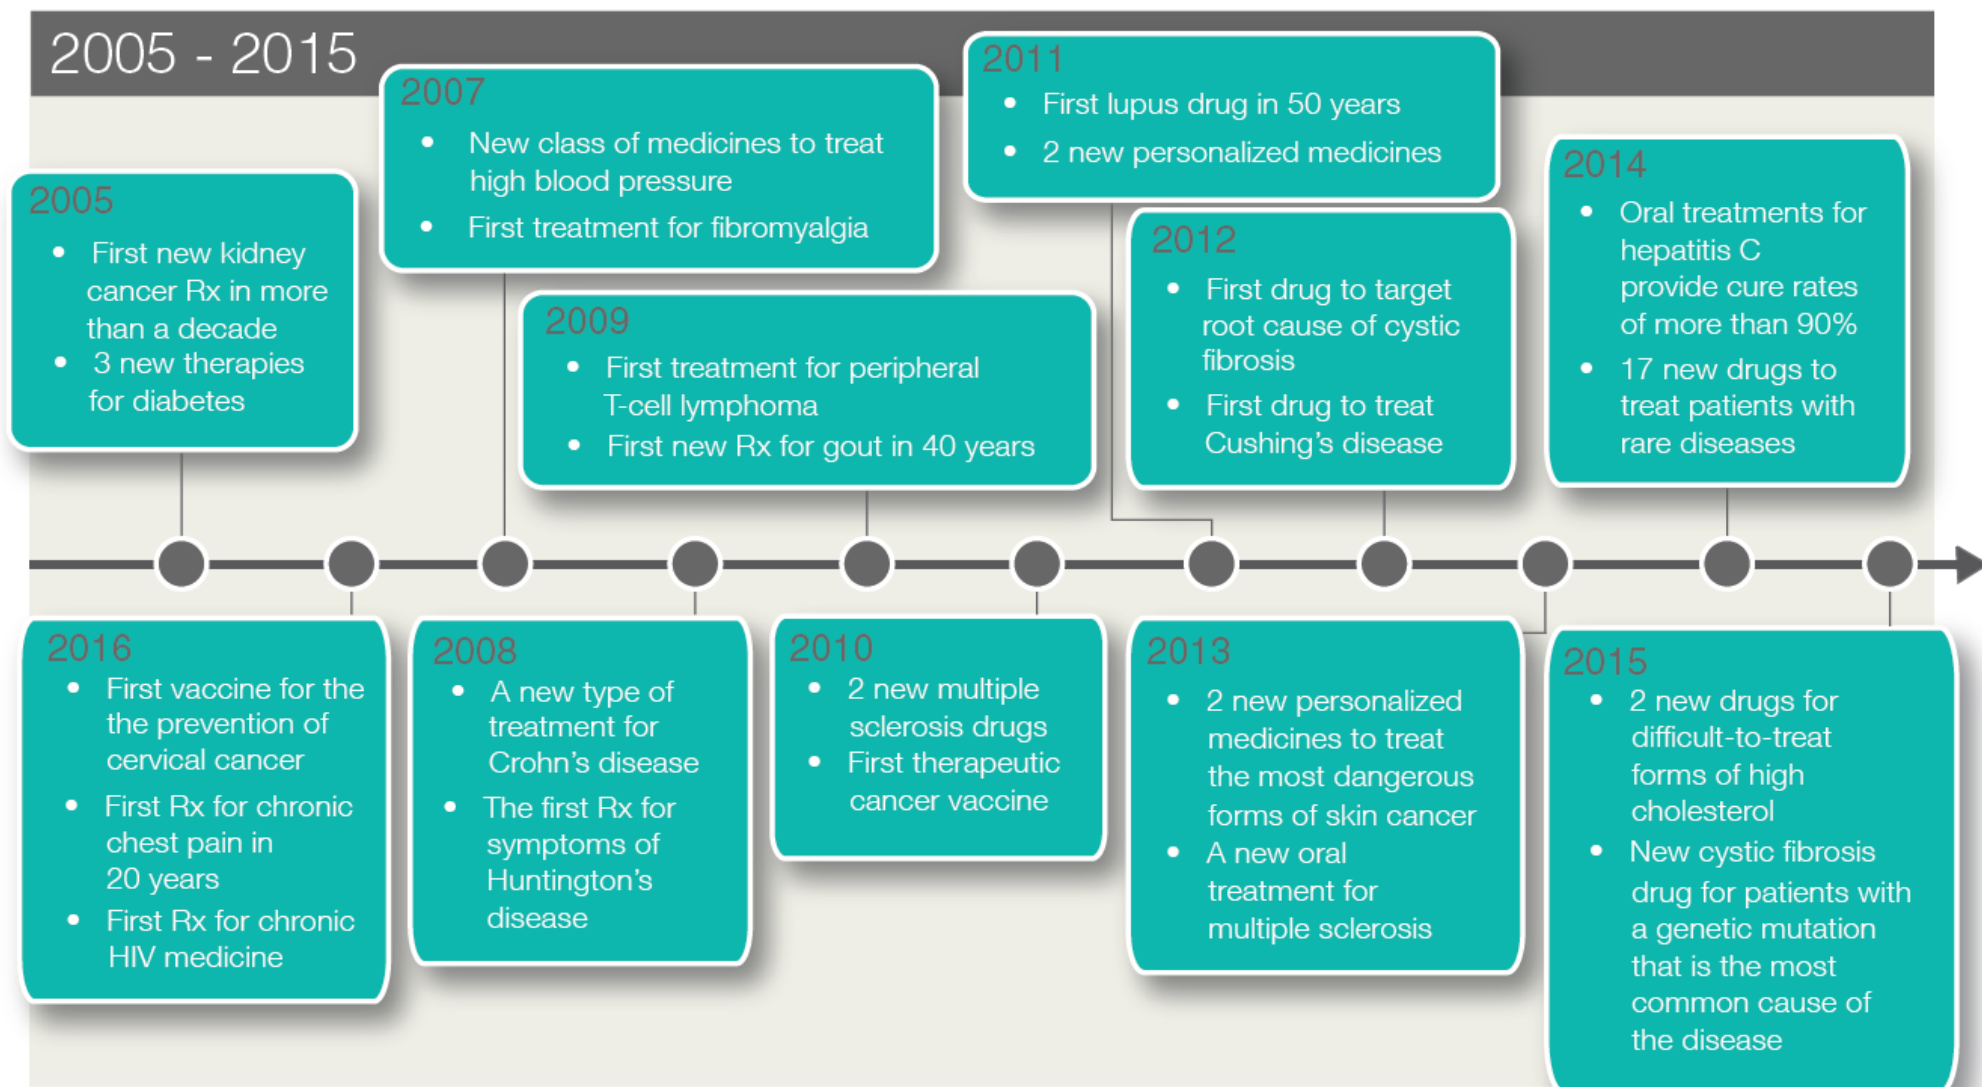 2005 - 2015
2005
• First new kidney
cancer Rx in more
than a decade
• 3 new therapies
for diabetes
2007
• New class of medicines to treat
high blood pressure
• First treatment for fibromyalgia
2009
• First treatment for peripheral
T-cell lymphoma
• First new Rx for gout in 40 years
2011
• First lupus drug in 50 years
• 2 new personalized medicines
2012
• First drug to target
root cause of cystic
fibrosis
• First drug to treat
Cushing's disease
2014
• Oral treatments for
hepatitis C
provide cure rates
of more than 90%
• 17 new drugs to
treat patients with
rare diseases
2016
• First vaccine for the
the prevention of
cervical cancer
• First Rx for chronic
chest pain in
20 years
• First Rx for chronic
HIV medicine
2008
• A new type of
treatment for
Crohn's disease
• The first Rx for
symptoms of
Huntington's
disease
2010
• 2 new multiple
sclerosis drugs
• First therapeutic
cancer vaccine
2013
• 2 new personalized
medicines to treat
the most dangerous
forms of skin cancer
• A new oral
treatment for
multiple sclerosis
2015
• 2 new drugs for
difficult-to-treat
forms of high
cholesterol
• New cystic fibrosis
drug for patients with
a genetic mutation
that is the most
common cause of
the disease